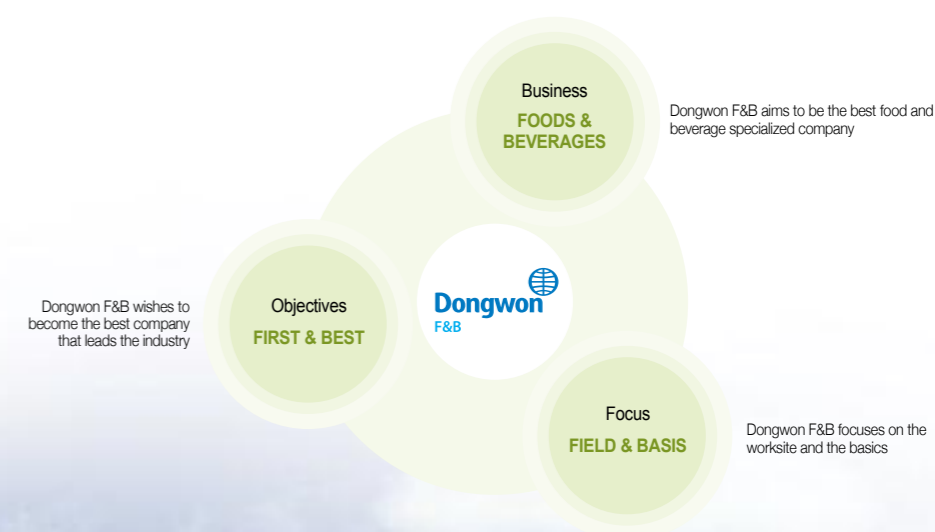 Business
FOODS &
BEVERAGES
Dongwon F&B aims to be the best food and
beverage specialized company
Dongwon
F&B
Objectives
FIRST & BEST
Dongwon F&B wishes to
become the best company
that leads the industry
Focus
FIELD & BASIS
Dongwon F&B focuses on the
worksite and the basics